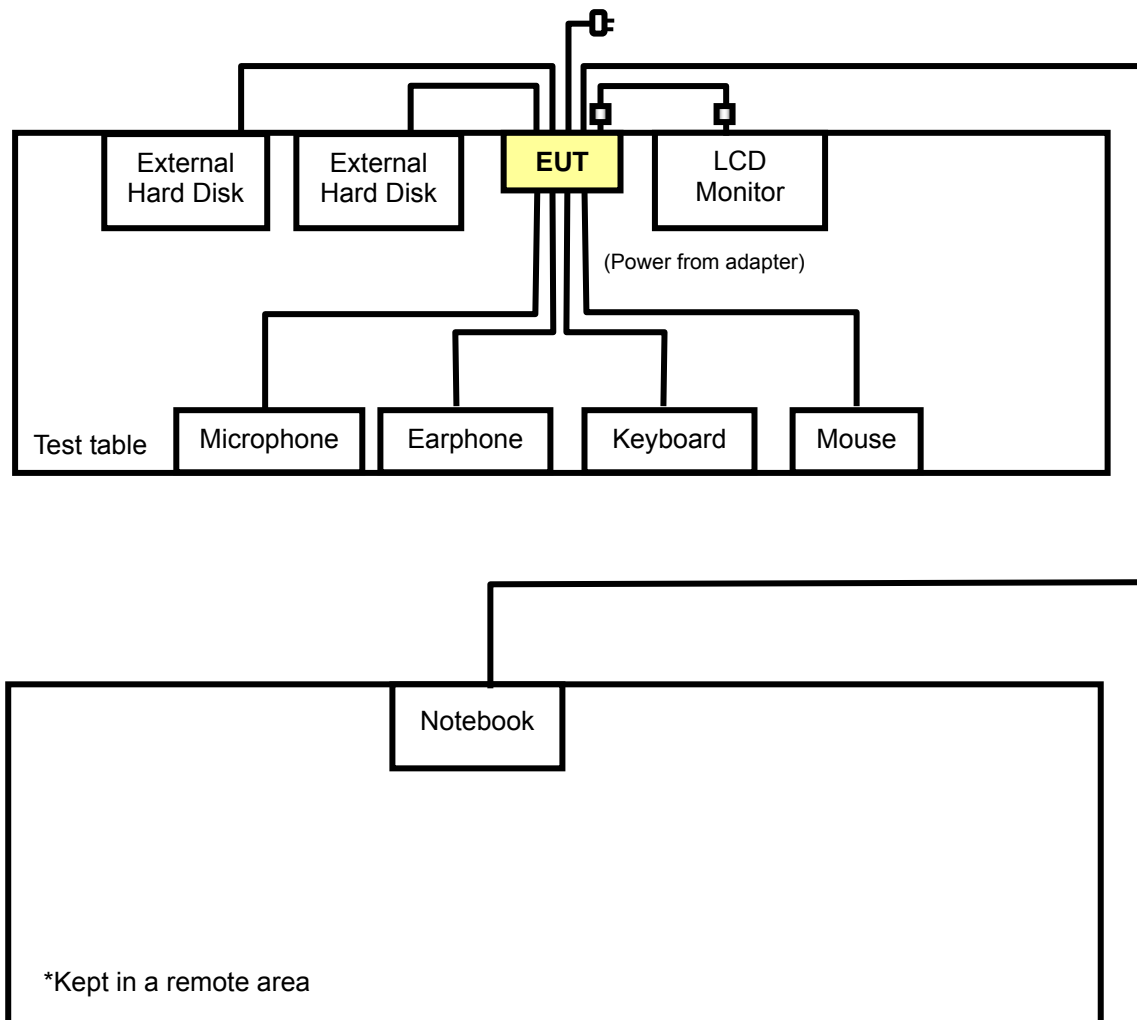 External
Hard Disk
External
Hard Disk
EUT
LCD
Monitor
(Power from adapter)
Test table
Microphone
Earphone
Keyboard
Mouse
Notebook
*Kept in a remote area